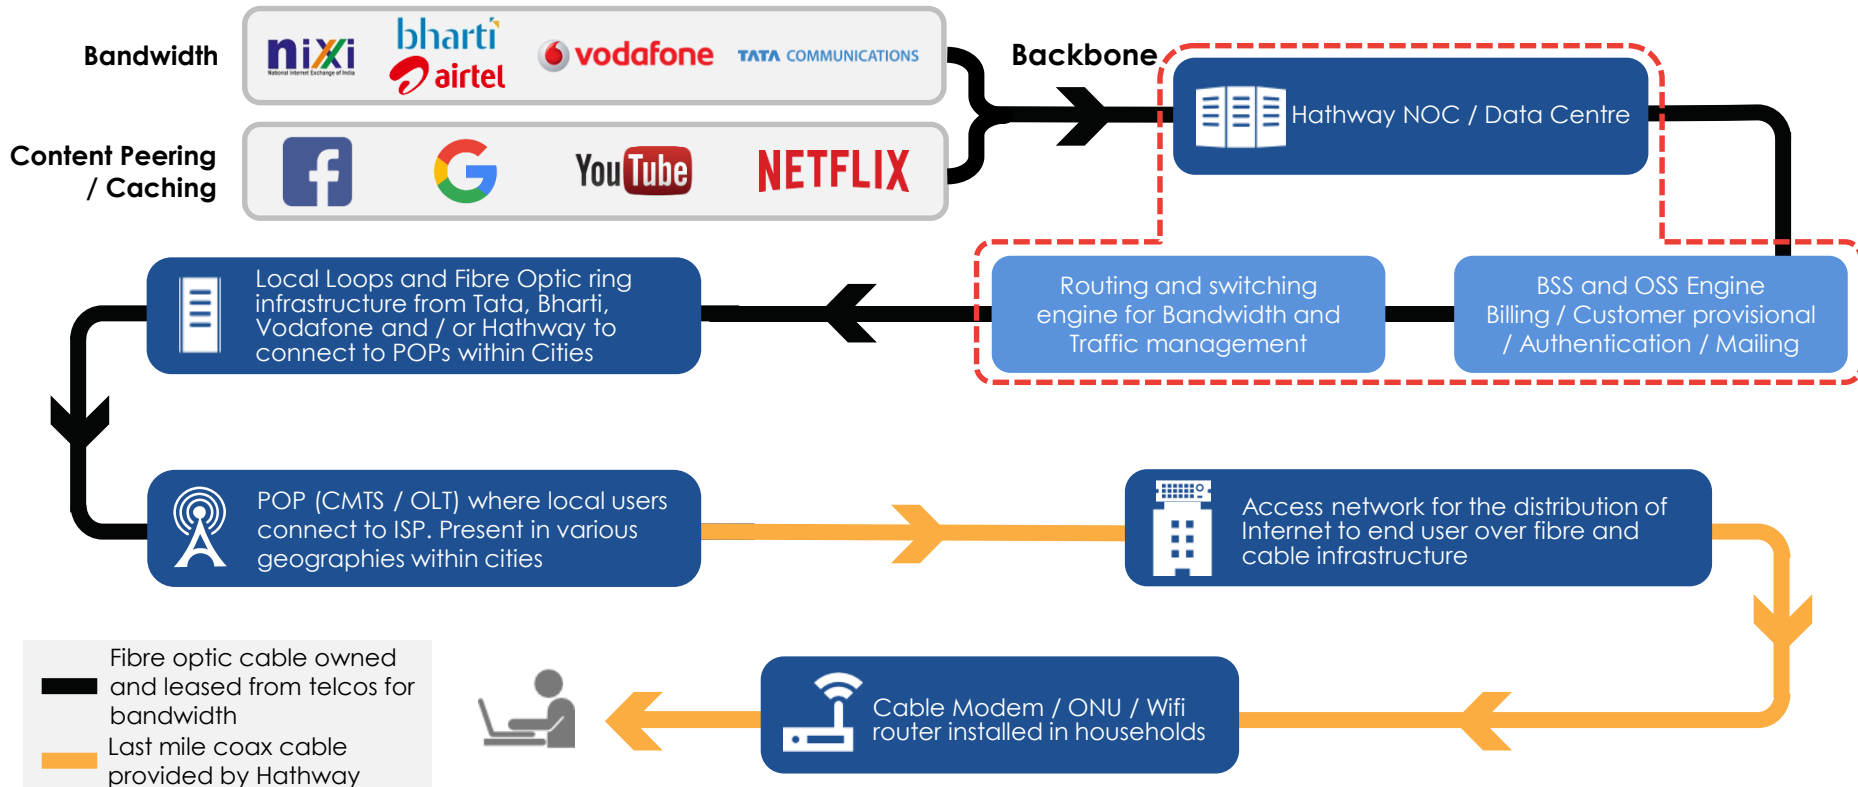 Bandwidth
nixi
National Internet Exchange of India
bharti
airtel
vodafone
TATA COMMUNICATIONS
Backbone
Hathway NOC / Data Centre
Content Peering
/ Caching
f
G
YouTube
NETFLIX
Local Loops and Fibre Optic ring
infrastructure from Tata, Bharti,
Vodafone and / or Hathway to
connect to POPs within Cities
Routing and switching
engine for Bandwidth and
Traffic management
BSS and OSS Engine
Billing / Customer provisional
/ Authentication / Mailing
POP (CMTS / OLT) where local users
connect to ISP. Present in various
geographies within cities
Access network for the distribution of
Internet to end user over fibre and
cable infrastructure
Fibre optic cable owned
and leased from telcos for
bandwidth
Last mile coax cable
provided by Hathway
Cable Modem / ONU / Wifi
router installed in households